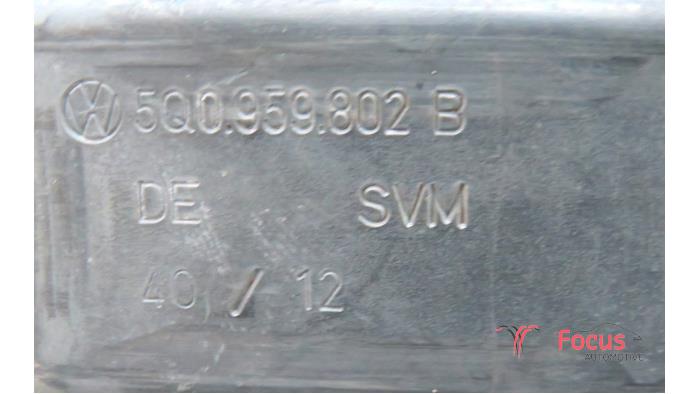 5Q0.959.802 B
DE SVM
40 / 12
Focus
AUTOMOTIVE